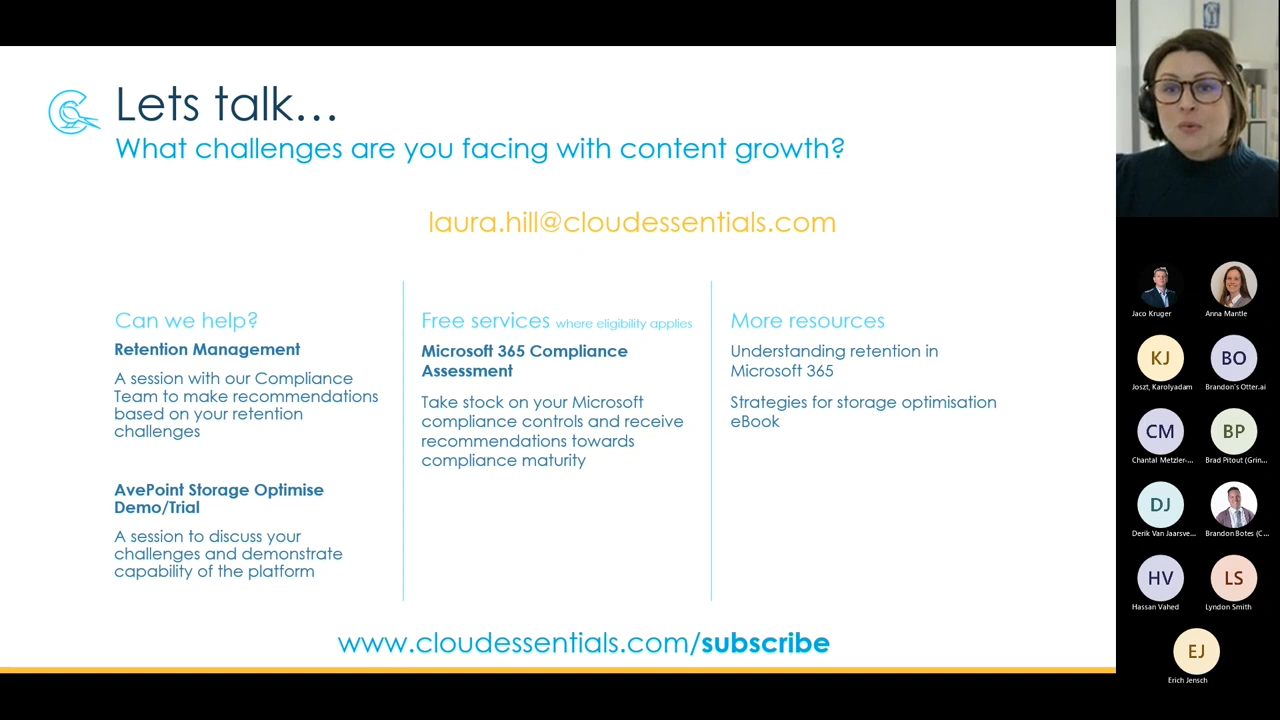 Lets talk...
What challenges are you facing with content growth?
laura.hill@cloudessentials.com
Can we help?
Retention Management
A session with our Compliance
Team to make recommendations
based on your retention
challenges
AvePoint Storage Optimise
Demo/Trial
A session to discuss your
challenges and demonstrate
capability of the platform
Free services where eligibility applies
Microsoft 365 Compliance
Assessment
Take stock on your Microsoft
compliance controls and receive
recommendations towards
compliance maturity
More resources
Understanding retention in
Microsoft 365
Strategies for storage optimisation
eBook
www.cloudessentials.com/subscribe
Jaco Kruger
Anna Mantle
KJ
Joszt, Karolyadam
BO
Brandon's Otter.ai
CM
Chantal Metzler-...
BP
Brad Pitout (Grin...
DJ
Derik Van Jaarsve...
Brandon Botes (C...
HV
Hassan Vahed
LS
Lyndon Smith
EJ
Erich Jensch